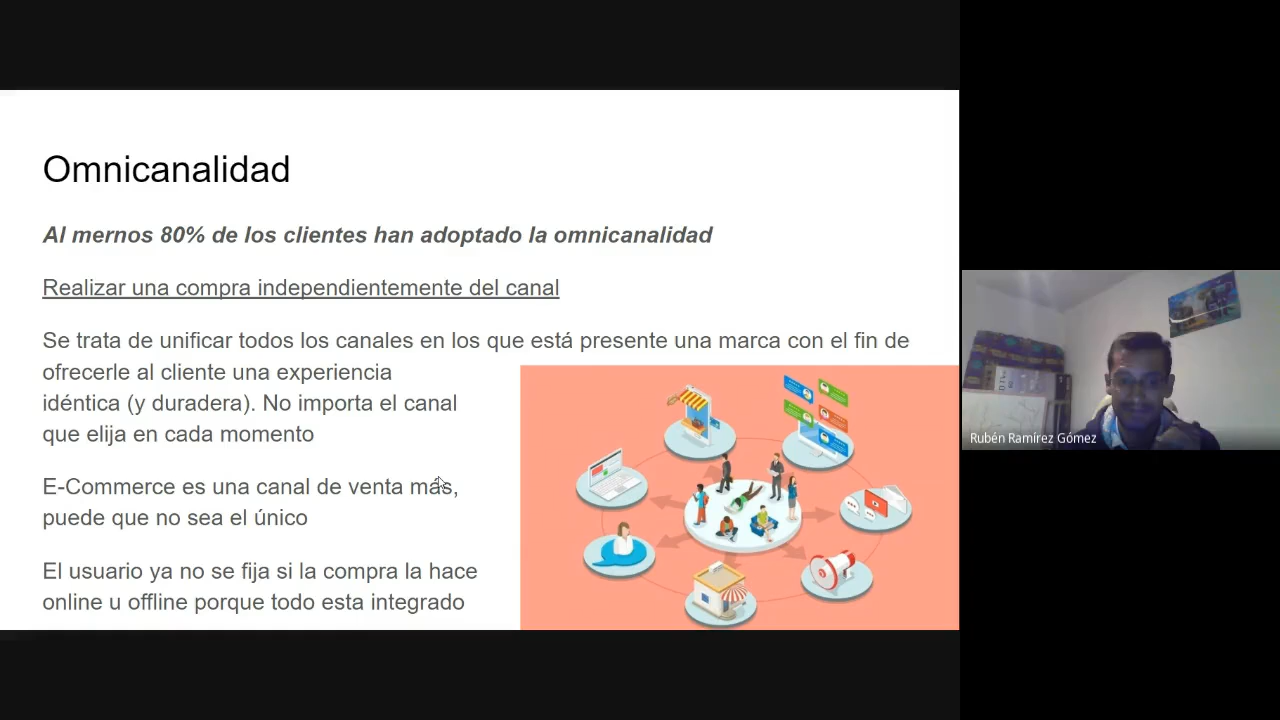 Omnicanalidad
Al mernos 80% de los clientes han adoptado la omnicanalidad
Realizar una compra independientemente del canal
Se trata de unificar todos los canales en los que está presente una marca con el fin de
ofrecerle al cliente una experiencia
idéntica (y duradera). No importa el canal
que elija en cada momento
E-Commerce es una canal de venta más,
puede que no sea el único
El usuario ya no se fija si la compra la hace
online u offline porque todo esta integrado
Rubén Ramírez Gómez